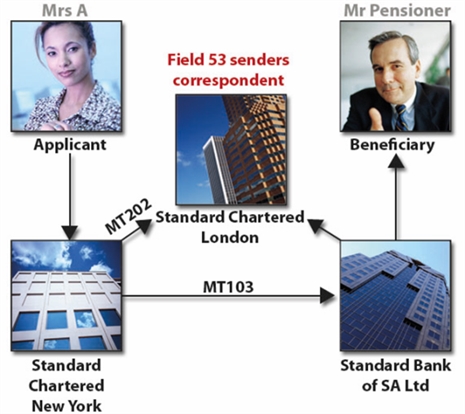 Mrs A
Mr Pensioner
Field 53 senders
correspondent
Applicant
Beneficiary
MT202
Standard Chartered
London
MT103
Standard
Chartered
New York
Standard Bank
of SA Ltd